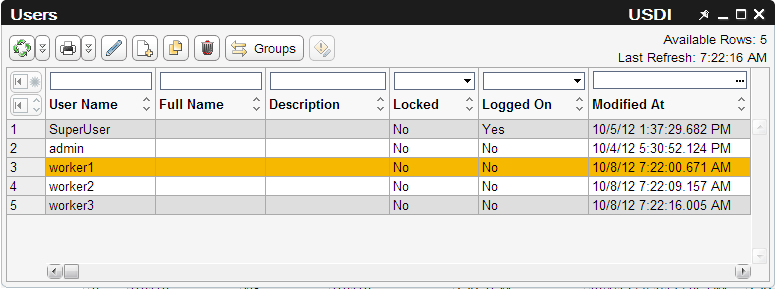 Users USDI
Groups
Available Rows: 5
Last Refresh: 7:22:16 AM
User Name Full Name Description Locked Logged On Modified At
1 SuperUser No Yes 10/5/12 1:37:29.682 PM
2 admin No No 10/4/12 5:30:52.124 PM
3 worker1 No No 10/8/12 7:22:00.671 AM
4 worker2 No No 10/8/12 7:22:09.157 AM
5 worker3 No No 10/8/12 7:22:16.005 AM